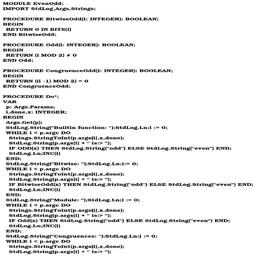 MODULE EvenOdd;
IMPORT StdLog,Args,Strings;

PROCEDURE BitwiseOdd(i: INTEGER): BOOLEAN;
BEGIN
RETURN 0 IN BITS(i)
END BitwiseOdd;

PROCEDURE Odd(i: INTEGER): BOOLEAN;
BEGIN
RETURN (i MOD 2) # 0
END Odd;

PROCEDURE CongruenceOdd(i: INTEGER): BOOLEAN;
BEGIN
RETURN ((i -1) MOD 2) = 0
END CongruenceOdd;

PROCEDURE Do*;
VAR
p: Args.Params;
i,done,x: INTEGER;
BEGIN
Args.Get(p);
StdLog.String("Builtin function: ");StdLog.Ln;i := 0;
WHILE i < p.argc DO
Strings.StringToInt(p.args[i],x,done);
StdLog.String(p.args[i] + " is:> ");
IF ODD(x) THEN StdLog.String("odd") ELSE StdLog.String("even") END;
StdLog.Ln;INC(i)
END;
StdLog.String("Bitwise: ");StdLog.Ln;i:= 0;
WHILE i < p.argc DO
Strings.StringToInt(p.args[i],x,done);
StdLog.String(p.args[i] + " is:> ");
IF BitwiseOdd(x) THEN StdLog.String("odd") ELSE StdLog.String("even") END;
StdLog.Ln;INC(i)
END;
StdLog.String("Module: ");StdLog.Ln;i := 0;
WHILE i < p.argc DO
Strings.StringToInt(p.args[i],x,done);
StdLog.String(p.args[i] + " is:> ");
IF Odd(x) THEN StdLog.String("odd") ELSE StdLog.String("even") END;
StdLog.Ln;INC(i)
END;
StdLog.String("Congruences: ");StdLog.Ln;i := 0;
WHILE i < p.argc DO
Strings.StringToInt(p.args[i],x,done);
StdLog.String(p.args[i] + " is:> ");